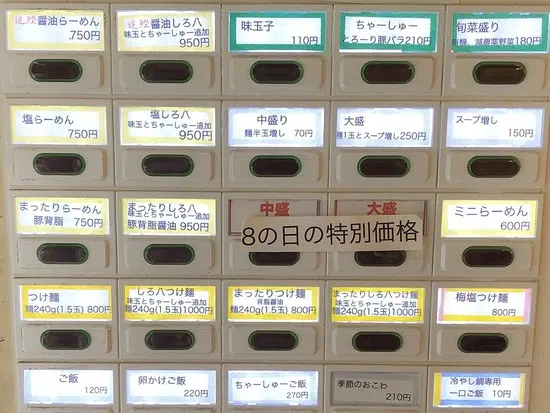 追鰹醤油らーめん
750円
追鰹醤油しろ八
味玉とちゃーしゅー追加
950円
味玉子
110円
ちゃーしゅー
とろーり豚バラ210円
旬菜盛り
有機、減農薬野菜180円
塩らーめん
750円
塩しろ八
味玉とちゃーしゅー追加
950円
中盛り
麺半玉増し 70円
大盛
麺1玉とスープ増し250円
スープ増し
150円
まったりらーめん
豚背脂 750円
まったりしろ八
味玉とちゃーしゅー追加
豚背脂醤油 950円
中盛
大盛
8の日の特別価格
ミニらーめん
600円
つけ麺
麺240g(1.5玉) 800円
しろ八つけ麺
味玉とちゃーしゅー追加
麺240g(1.5玉)1000円
まったりつけ麺
背脂醤油
麺240g(1.5玉) 800円
まったりしろ八つけ麺
味玉とちゃーしゅー追加
麺240g(1.5玉)1000円
梅塩つけ麺
800円
ご飯
120円
卵かけご飯
220円
ちゃーしゅーご飯
270円
季節のおこわ
210円
冷やし鯛専用
一口ご飯 10円